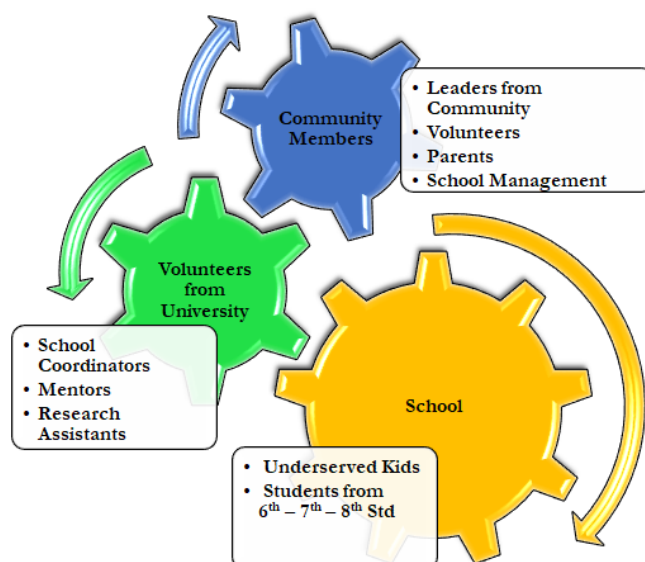 Community
Members
• Leaders from
Community
• Volunteers
• Parents
• School Management
Volunteers
from
University
• School
Coordinators
• Mentors
• Research
Assistants
School
• Underserved Kids
• Students from
6th – 7th – 8th Std